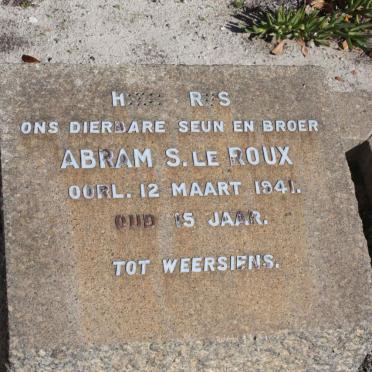 ONS DIERBARE SEUN EN BROER
ABRAM S. LE ROUX
OORL. 12 MAART 1941.
OUD 15 JAAR.
TOT WEERSIENS.